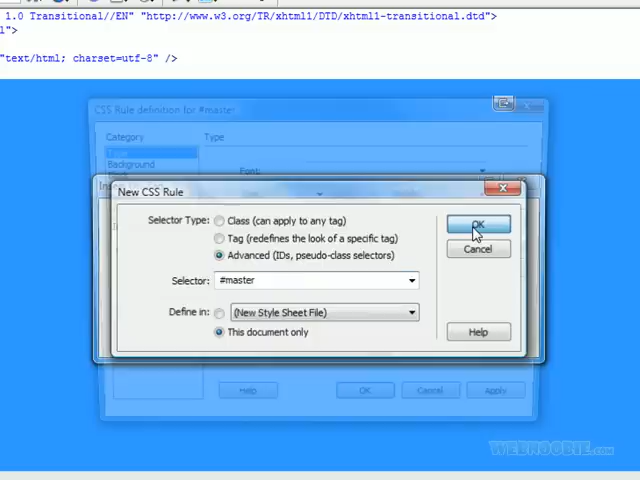 1.0 Transitional//EN" "http://www.w3.org/TR/xhtml1/DTD/xhtml1-transitional.dtd">
l">
"text/html; charset=utf-8" />
CSS Rule definition for #master
Category
Type
Background
Font:
New CSS Rule
Selector Type:
Class (can apply to any tag)
OK
Tag (redefines the look of a specific tag)
Cancel
Advanced (IDs, pseudo-class selectors)
Selector:
#master
Define in:
(New Style Sheet File)
This document only
Help
Help
OK
Cancel
Apply
WEBNOOBIE.COM